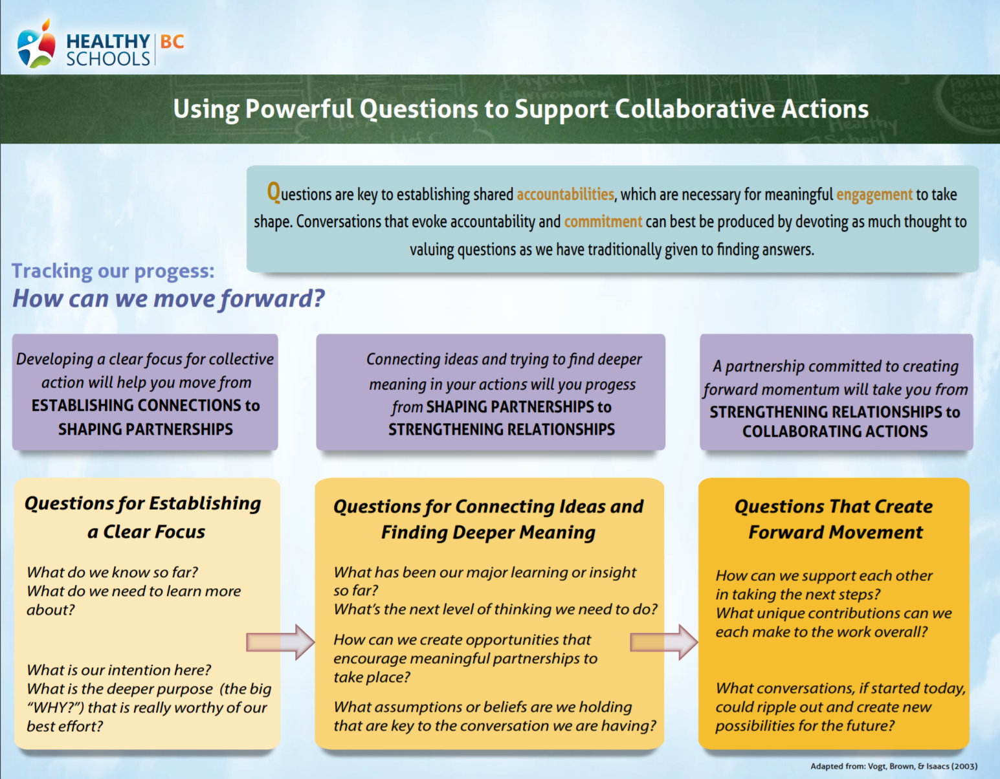 HEALTHY BC
SCHOOLS
Using Powerful Questions to Support Collaborative Actions
Questions are key to establishing shared accountabilities, which are necessary for meaningful engagement to take
shape. Conversations that evoke accountability and commitment can best be produced by devoting as much thought to
valuing questions as we have traditionally given to finding answers.
Tracking our progess:
How can we move forward?
Developing a clear focus for collective
action will help you move from
ESTABLISHING CONNECTIONS to
SHAPING PARTNERSHIPS
Connecting ideas and trying to find deeper
meaning in your actions will you progess
from SHAPING PARTNERSHIPS to
STRENGTHENING RELATIONSHIPS
A partnership committed to creating
forward momentum will take you from
STRENGTHENING RELATIONSHIPS to
COLLABORATING ACTIONS
Questions for Establishing
a Clear Focus
What do we know so far?
What do we need to learn more
about?
What is our intention here?
What is the deeper purpose (the big
“WHY?”) that is really worthy of our
best effort?
Questions for Connecting Ideas and
Finding Deeper Meaning
What has been our major learning or insight
so far?
What’s the next level of thinking we need to do?
How can we create opportunities that
encourage meaningful partnerships to
take place?
What assumptions or beliefs are we holding
that are key to the conversation we are having?
Questions That Create
Forward Movement
How can we support each other
in taking the next steps?
What unique contributions can we
each make to the work overall?
What conversations, if started today,
could ripple out and create new
possibilities for the future?
Adapted from: Vogt, Brown, & Isaacs (2003)